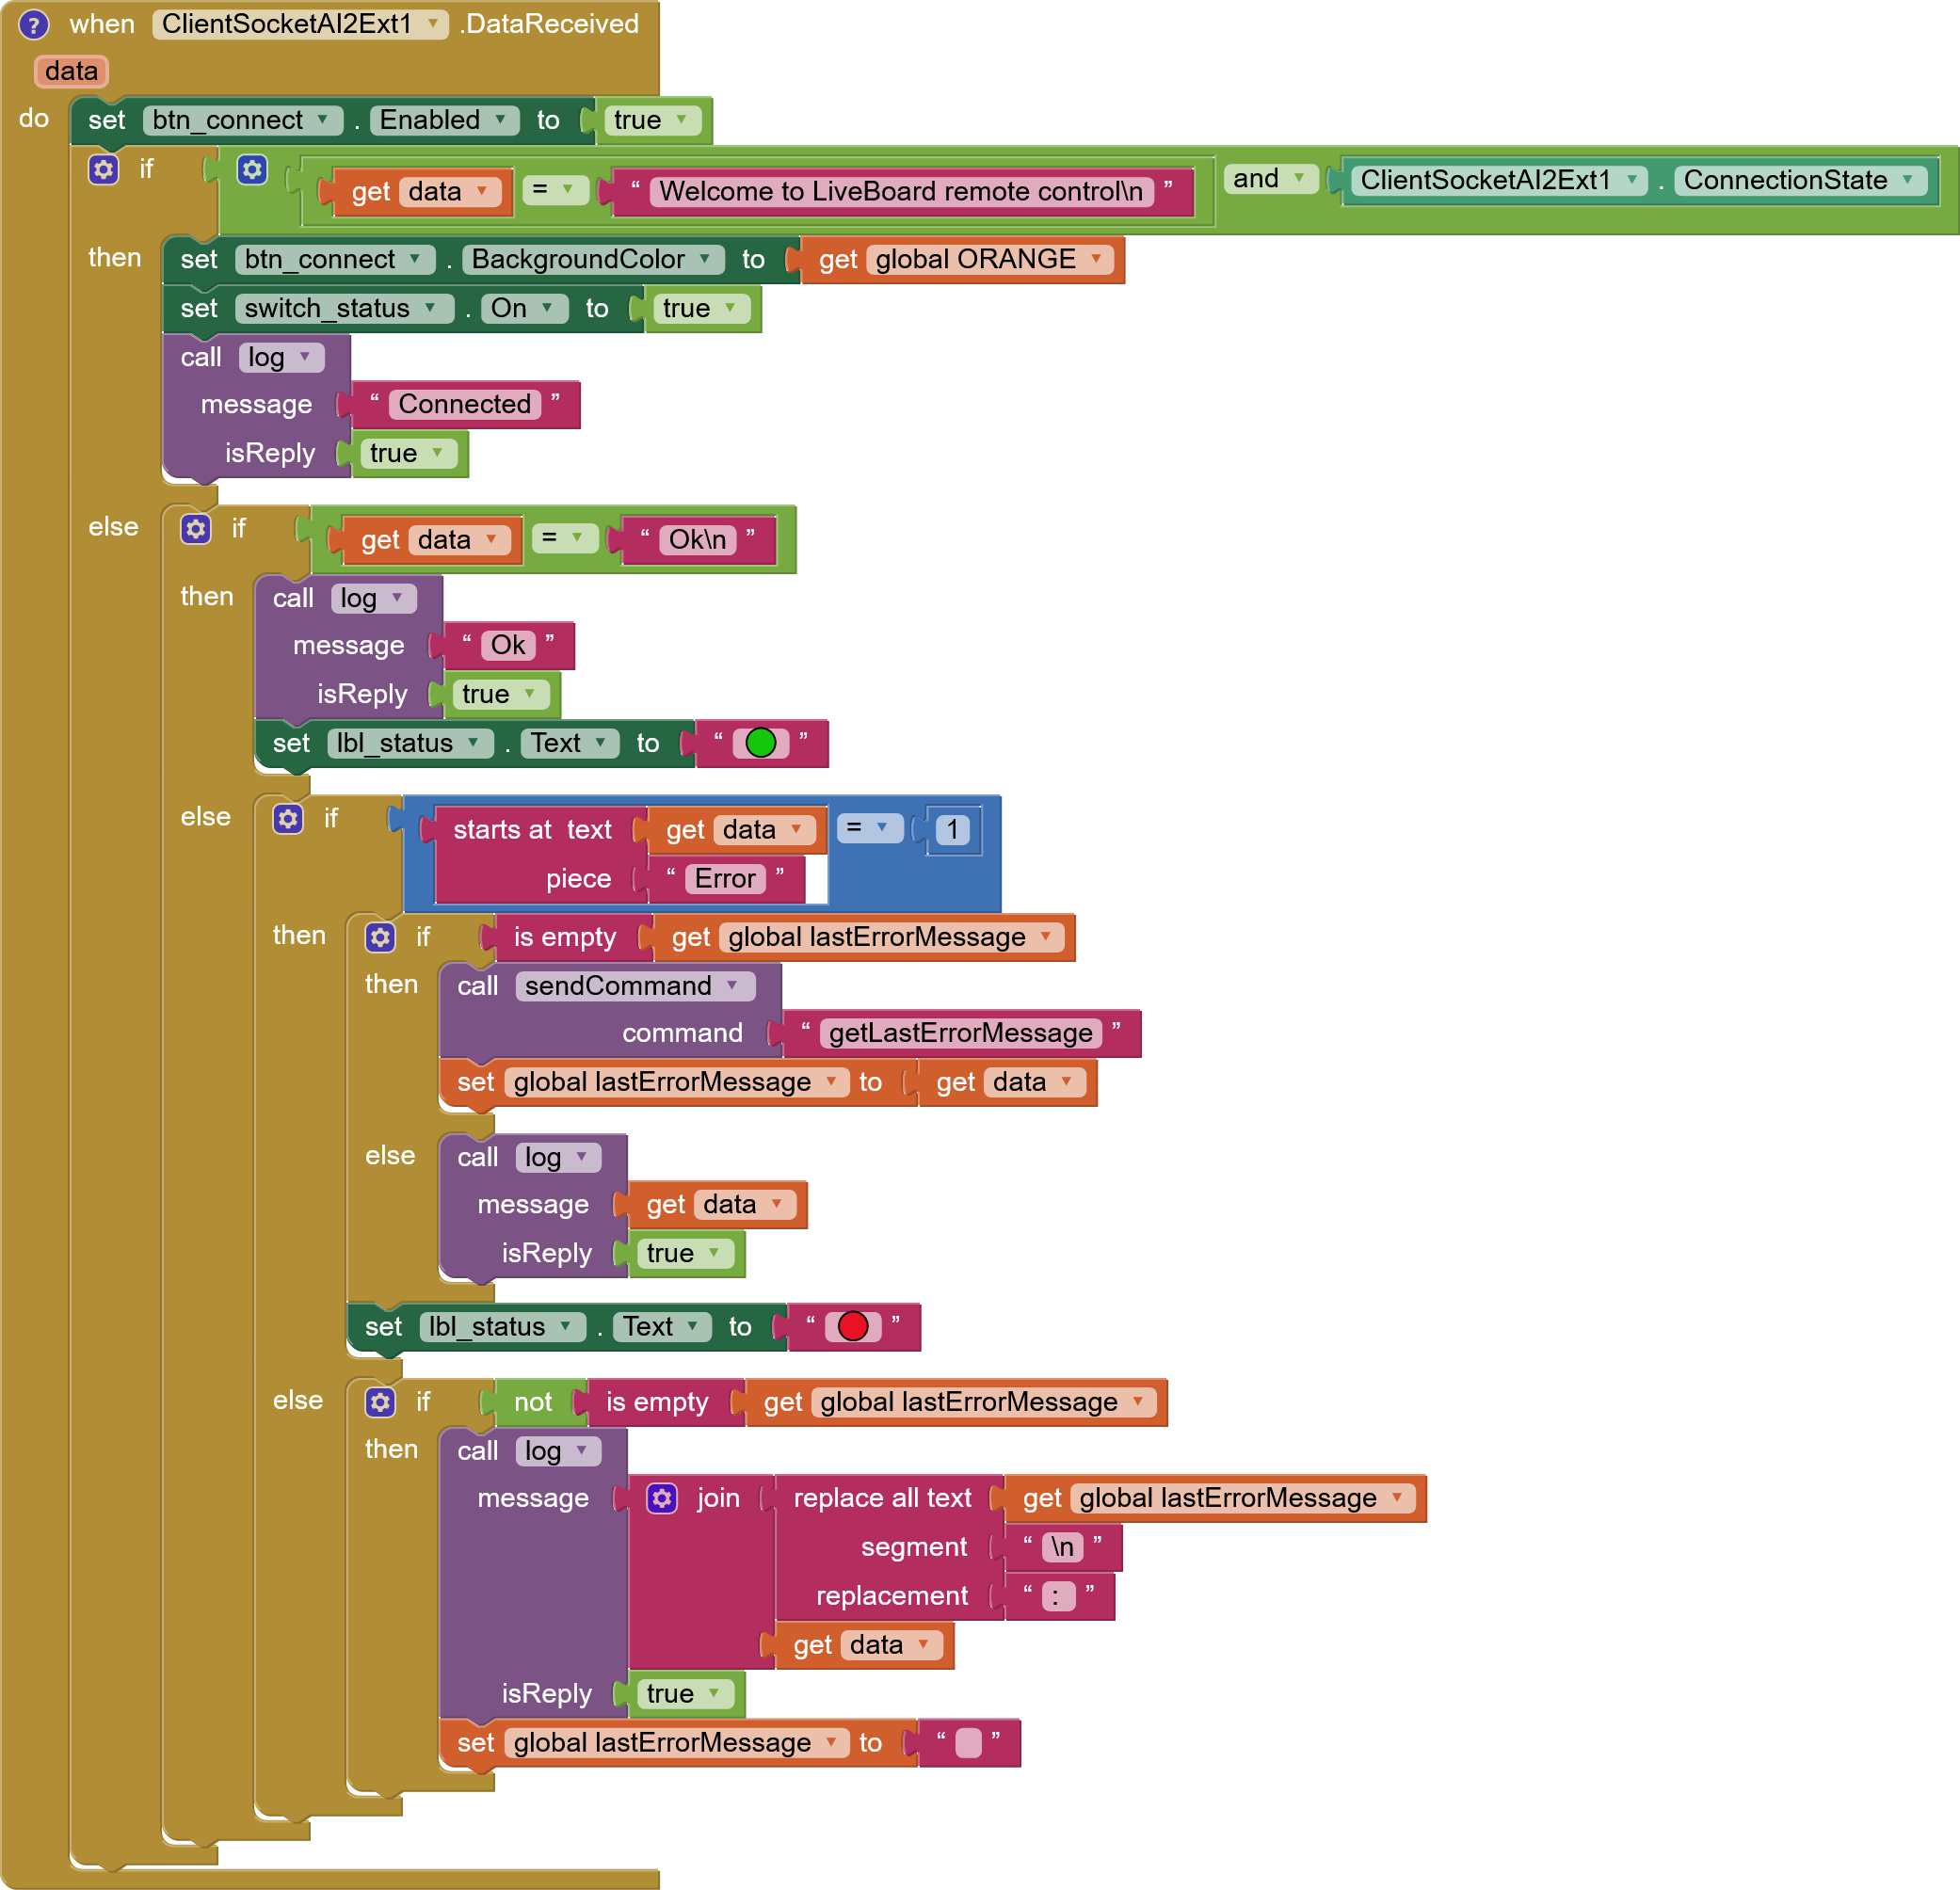 ? when ClientSocketAI2Ext1 .DataReceived
data
do set btn_connect . Enabled to true
if get data = “ Welcome to LiveBoard remote control\n ” and ClientSocketAI2Ext1 . ConnectionState
then set btn_connect . BackgroundColor to get global ORANGE
set switch_status . On to true
call log
message “ Connected ”
isReply true
else if get data = “ Ok\n ”
then call log
message “ Ok ”
isReply true
set lbl_status . Text to “ 🟢 ”
else if starts at text get data = 1
piece “ Error ”
then if is empty get global lastErrorMessage
then call sendCommand
command “ getLastErrorMessage ”
set global lastErrorMessage to get data
else call log
message get data
isReply true
set lbl_status . Text to “ 🔴 ”
else if not is empty get global lastErrorMessage
then call log
message join replace all text get global lastErrorMessage
segment “ \n ”
replacement “ : ”
get data
isReply true
set global lastErrorMessage to “ ”